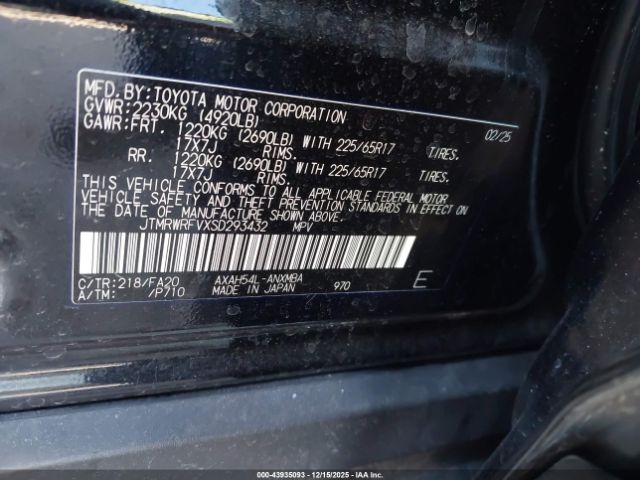 MFD.BY:TOYOTA MOTOR CORPORATION 02/25
GVWR:2230KG (4920LB)
GAWR:FRT. 1220KG (2690LB) WITH 225/65R17 TIRES.
17X7J RIMS.
RR. 1220KG (2690LB) WITH 225/65R17 TIRES.
17X7J RIMS.
THIS VEHICLE CONFORMS TO ALL APPLICABLE FEDERAL MOTOR
VEHICLE SAFETY AND THEFT PREVENTION STANDARDS IN EFFECT ON
THE DATE OF MANUFACTURE SHOWN ABOVE.
JTMRWRFVXSD293432 MPV
C/TR:218/FA20 AXAH54L-ANXMBA E
A/TM: /P710 MADE IN JAPAN 970
© 43935093 - 12/15/2025 - IAA Inc.